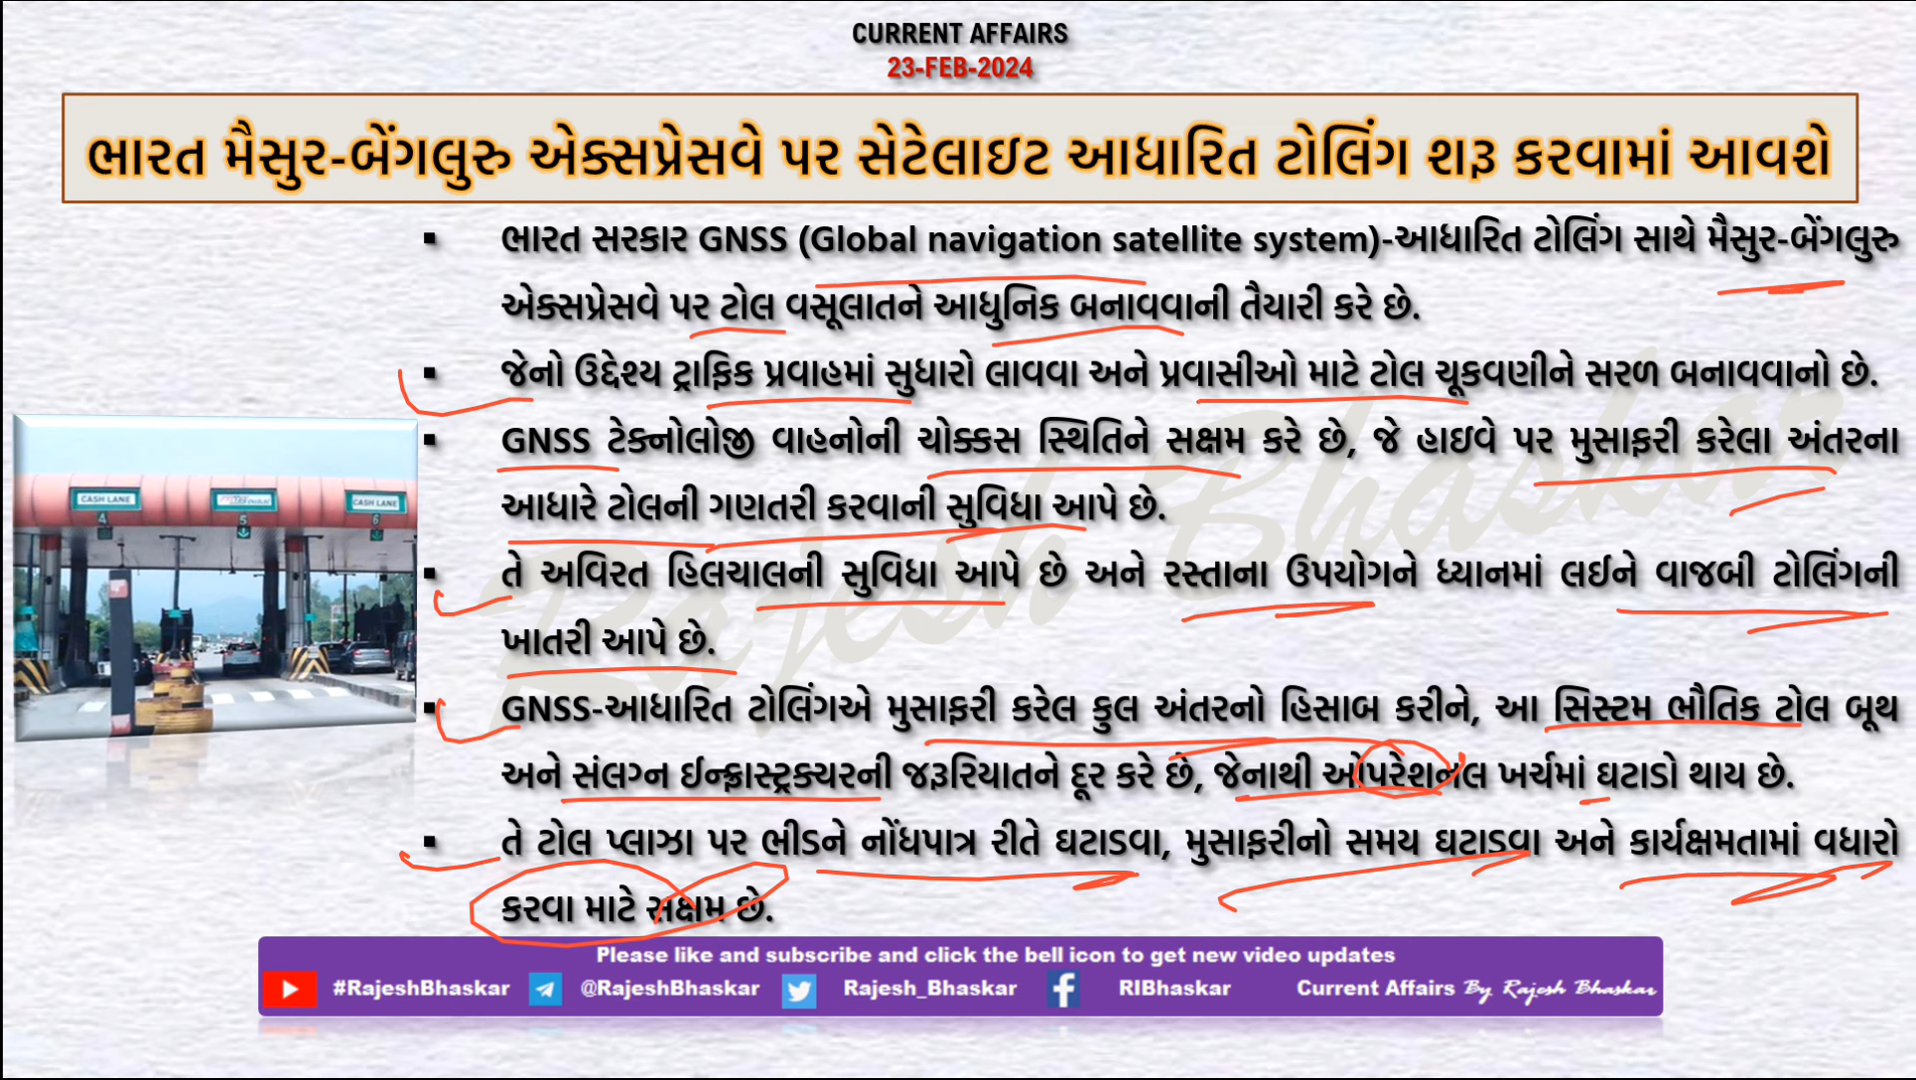 CURRENT AFFAIRS
23-FEB-2024
ભારત મૈસુર-બેંગલુરુ એક્સપ્રેસવે પર સેટેલાઇટ આધારિત ટોલિંગ શરૂ કરવામાં આવશે
▪ ભારત સરકાર GNSS (Global navigation satellite system)-આધારિત ટોલિંગ સાથે મૈસુર-બેંગલુરુ
એક્સપ્રેસવે પર ટોલ વસૂલાતને આધુનિક બનાવવાની તૈયારી કરે છે.
▪ જેનો ઉદ્દેશ્ય ટ્રાફિક પ્રવાહમાં સુધારો લાવવા અને પ્રવાસીઓ માટે ટોલ ચૂકવણીને સરળ બનાવવાનો છે.
▪ GNSS ટેક્નોલોજી વાહનોની ચોક્કસ સ્થિતિને સક્ષમ કરે છે, જે હાઇવે પર મુસાફરી કરેલા અંતરના
આધારે ટોલની ગણતરી કરવાની સુવિધા આપે છે.
▪ તે અવિરત હિલચાલની સુવિધા આપે છે અને રસ્તાના ઉપયોગને ધ્યાનમાં લઈને વાજબી ટોલિંગની
ખાતરી આપે છે.
▪ GNSS-આધારિત ટોલિંગએ મુસાફરી કરેલ કુલ અંતરનો હિસાબ કરીને, આ સિસ્ટમ ભૌતિક ટોલ બૂથ
અને સંલગ્ન ઈન્ફ્રાસ્ટ્રક્ચરની જરૂરિયાતને દૂર કરે છે, જેનાથી ઓપરેશનલ ખર્ચમાં ઘટાડો થાય છે.
▪ તે ટોલ પ્લાઝા પર ભીડને નોંધપાત્ર રીતે ઘટાડવા, મુસાફરીનો સમય ઘટાડવા અને કાર્યક્ષમતામાં વધારો
કરવા માટે સક્ષમ છે.
Rajesh Bhaskar
CASH LANE
4
5
CASH LANE
6
Please like and subscribe and click the bell icon to get new video updates
#RajeshBhaskar @RajeshBhaskar Rajesh_Bhaskar RIBhaskar Current Affairs By Rajesh Bhaskar